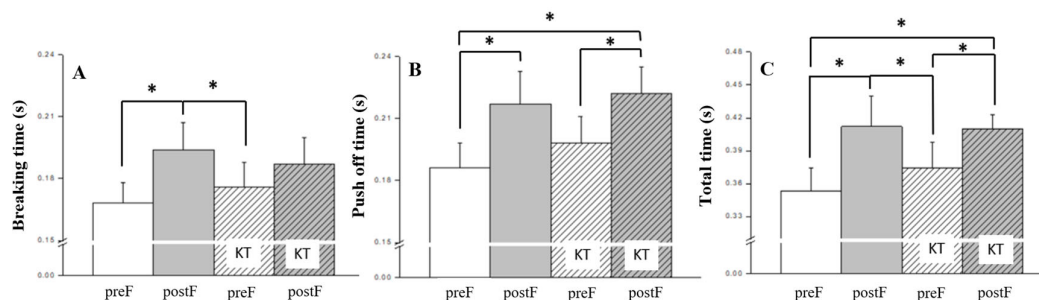 A
Breaking time (s)
0.24
0.21
0.18
0.15
0.00
* *
KT KT
preF postF preF postF
B
Push off time (s)
0.24
0.21
0.18
0.15
0.00
*
* *
KT KT
preF postF preF postF
C
Total time (s)
0.48
0.45
0.42
0.39
0.36
0.33
0.00
*
* * *
KT KT
preF postF preF postF